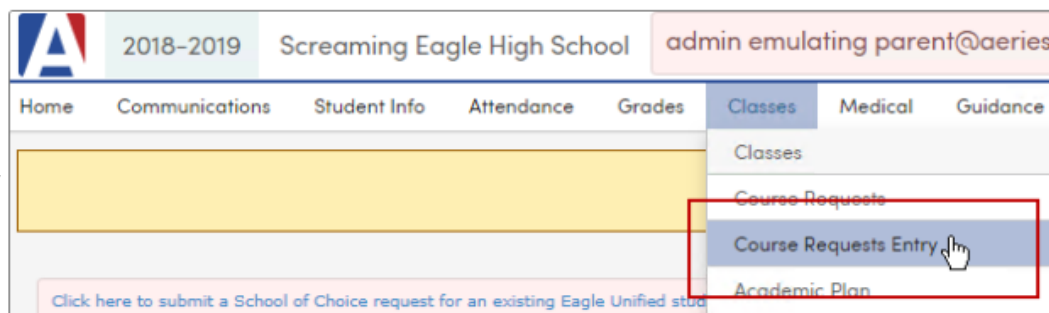 2018-2019 Screaming Eagle High School admin emulating parent@aeries
Home Communications Student Info Attendance Grades Classes Medical Guidance
Classes
Course Requests
Course Requests Entry
Academic Plan
Click here to submit a School of Choice request for an existing Eagle Unified stud